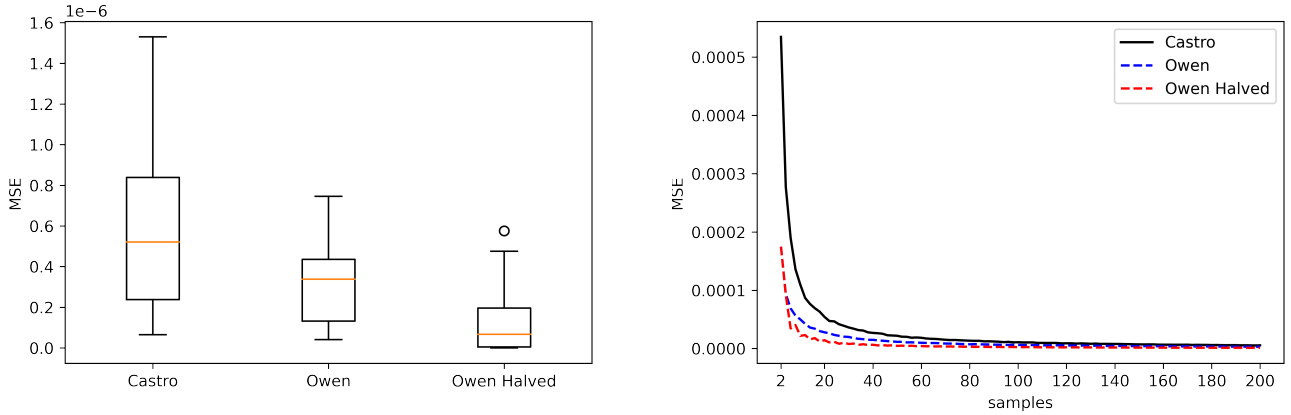 1e−6
1.6
1.4
1.2
1.0
0.8
0.6
0.4
0.2
0.0
MSE
Castro Owen Owen Halved
0.0005
0.0004
0.0003
0.0002
0.0001
0.0000
MSE
2 20 40 60 80 100 120 140 160 180 200
samples
Castro
Owen
Owen Halved